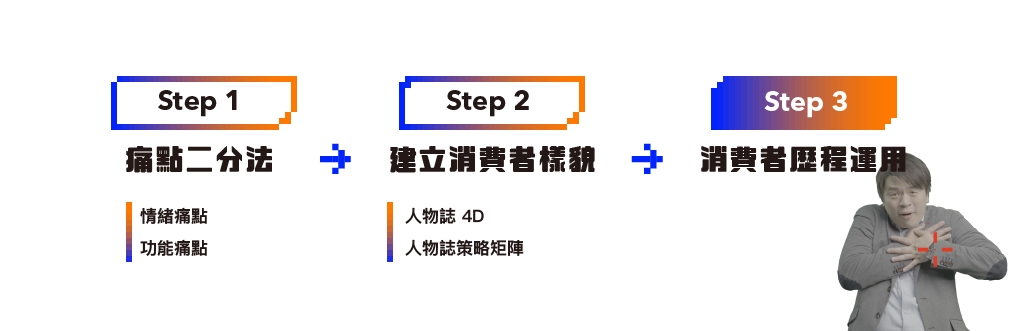 Step 1
Step 2
Step 3
痛點二分法
建立消費者樣貌
消費者歷程運用
情緒痛點
功能痛點
人物誌 4D
人物誌策略矩陣